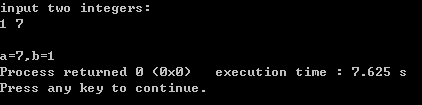 input two integers:
1 7
a=7,b=1
Process returned 0 (0x0)   execution time : 7.625 s
Press any key to continue.